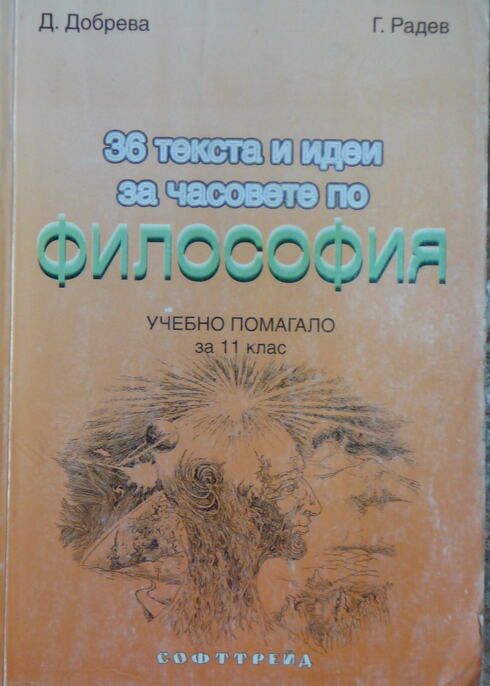 Д. Добрева Г. Радев
36 текста и идеи
за часовете по
ФИЛОСОФИЯ
УЧЕБНО ПОМАГАЛО
за 11 клас
СОФТТРЕЙД